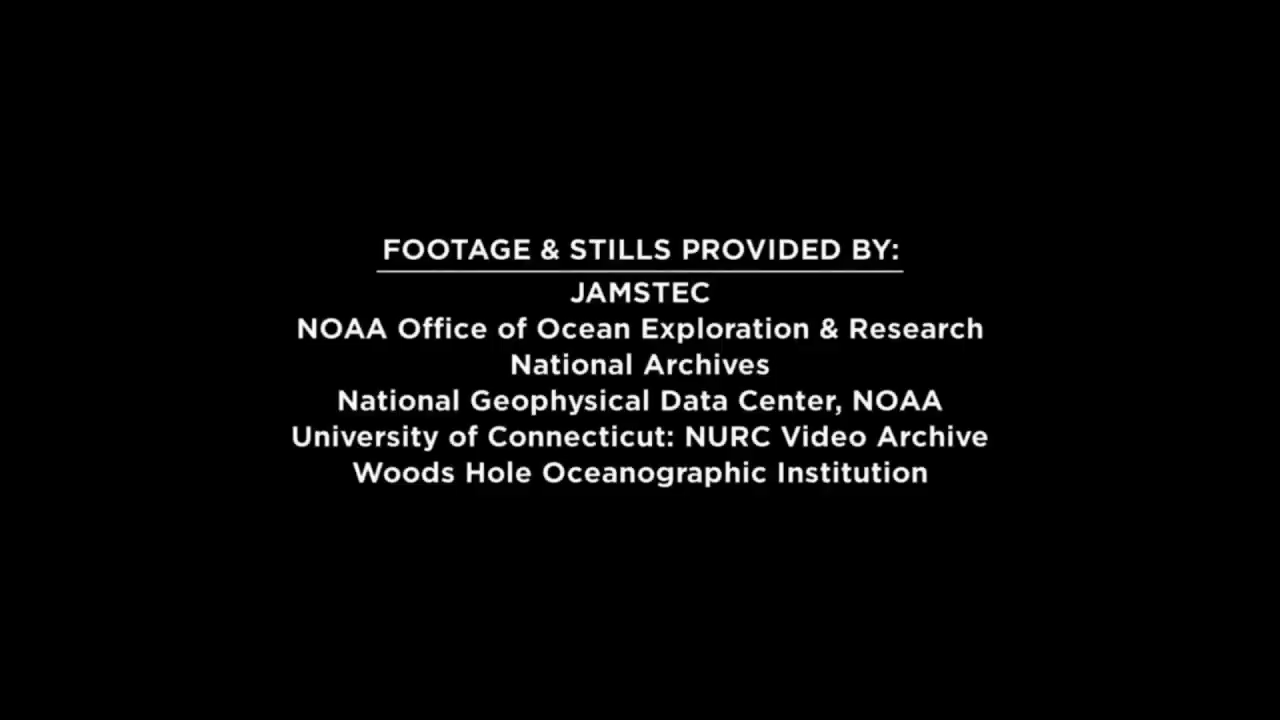 FOOTAGE & STILLS PROVIDED BY:
JAMSTEC
NOAA Office of Ocean Exploration & Research
National Archives
National Geophysical Data Center, NOAA
University of Connecticut: NURC Video Archive
Woods Hole Oceanographic Institution